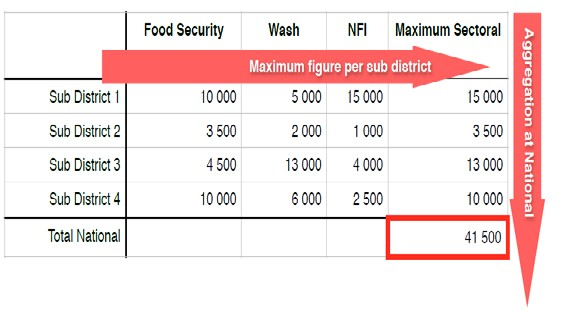 Food Security Wash NFI Maximum Sectoral
Maximum figure per sub district
Sub District 1 10 000 5 000 15 000 15 000
Sub District 2 3 500 2 000 1 000 3 500
Sub District 3 4 500 13 000 4 000 13 000
Sub District 4 10 000 6 000 2 500 10 000
Total National 41 500
Aggregation at National